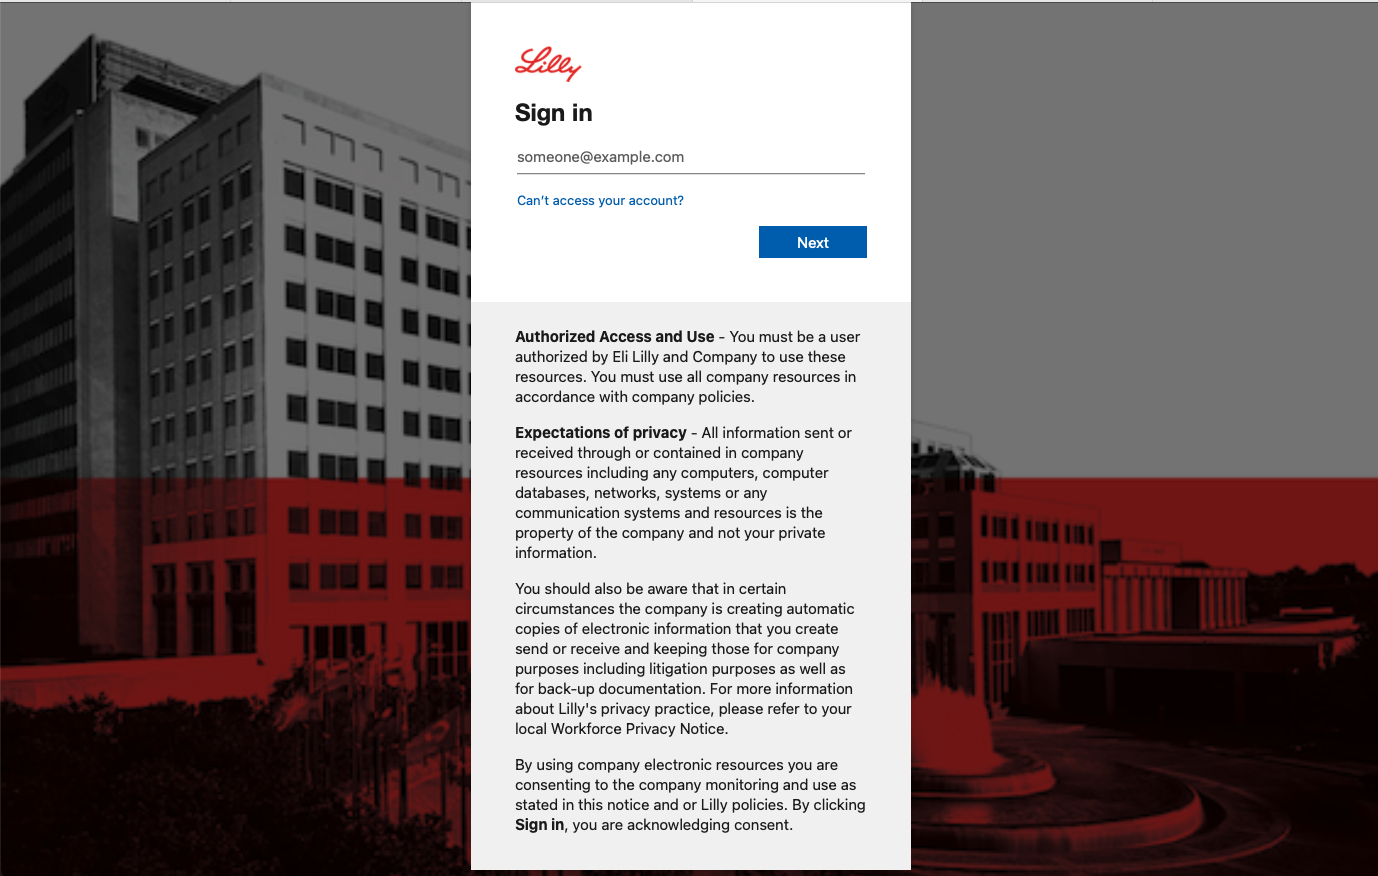 Lilly
Sign in
someone@example.com
Can't access your account?
Next
Authorized Access and Use - You must be a user
authorized by Eli Lilly and Company to use these
resources. You must use all company resources in
accordance with company policies.
Expectations of privacy - All information sent or
received through or contained in company
resources including any computers, computer
databases, networks, systems or any
communication systems and resources is the
property of the company and not your private
information.
You should also be aware that in certain
circumstances the company is creating automatic
copies of electronic information that you create
send or receive and keeping those for company
purposes including litigation purposes as well as
for back-up documentation. For more information
about Lilly's privacy practice, please refer to your
local Workforce Privacy Notice.
By using company electronic resources you are
consenting to the company monitoring and use as
stated in this notice and or Lilly policies. By clicking
Sign in, you are acknowledging consent.